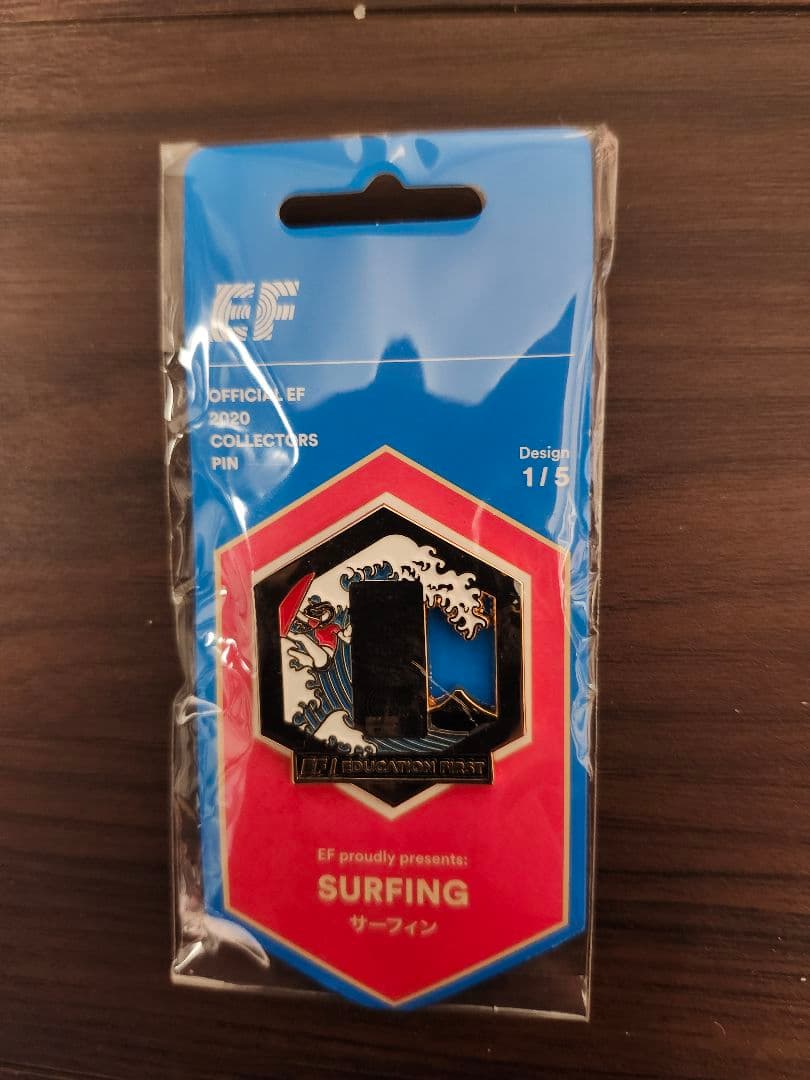 EF
OFFICIAL EF
2020
COLLECTORS
PIN
Design
1/5
EF | EDUCATION FIRST
EF proudly presents:
SURFING
サーフィン